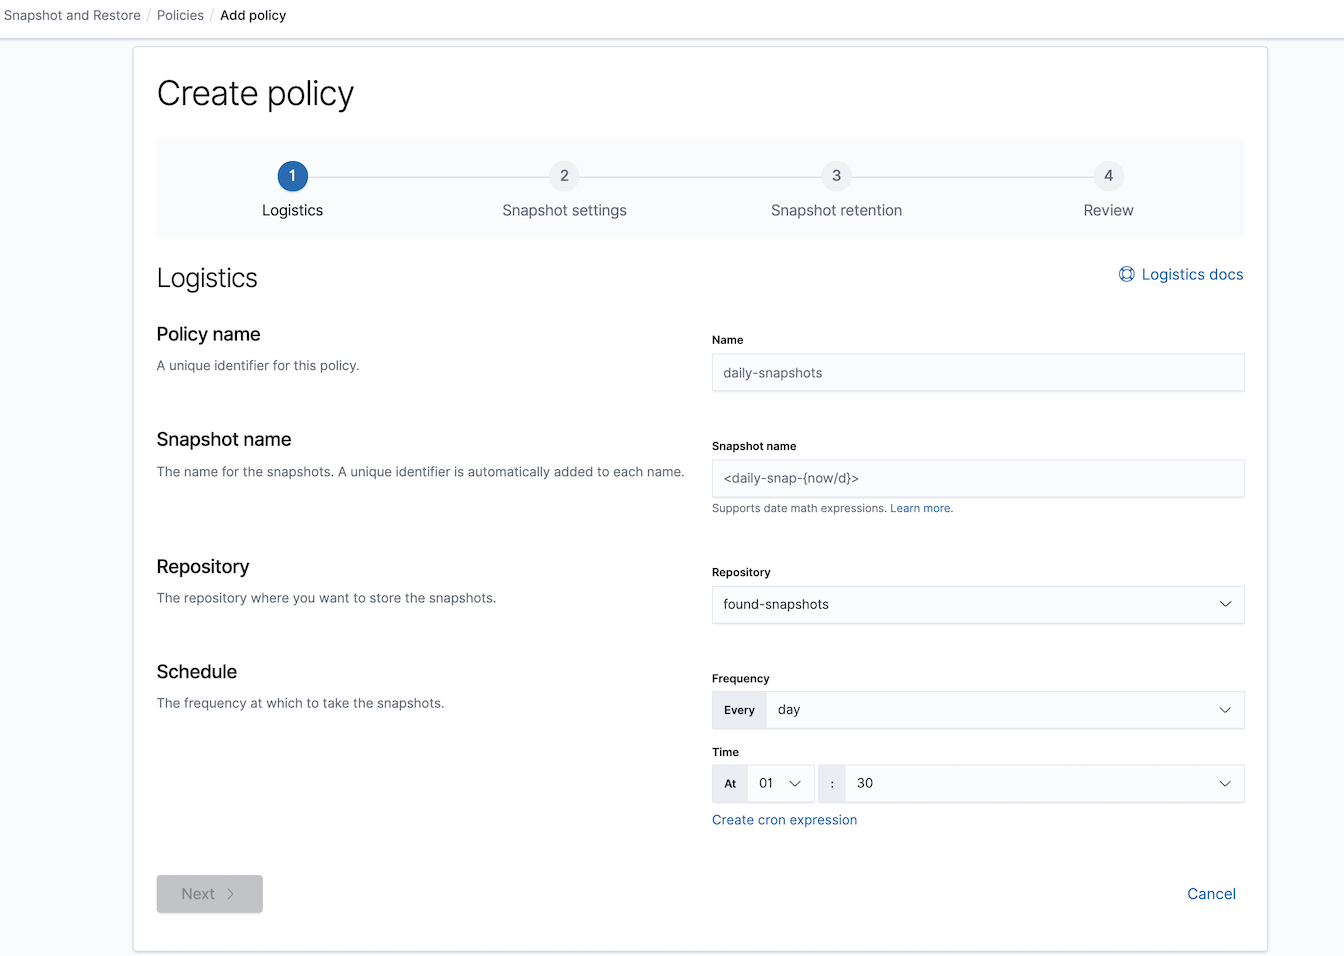 Snapshot and Restore / Policies / Add policy
Create policy
1 2 3 4
Logistics Snapshot settings Snapshot retention Review
Logistics
Logistics docs
Policy name
A unique identifier for this policy.
Name
daily-snapshots
Snapshot name
The name for the snapshots. A unique identifier is automatically added to each name.
Snapshot name
<daily-snap-{now/d}>
Supports date math expressions. Learn more.
Repository
The repository where you want to store the snapshots.
Repository
found-snapshots
Schedule
The frequency at which to take the snapshots.
Frequency
Every day
Time
At 01 : 30
Create cron expression
Next
Cancel